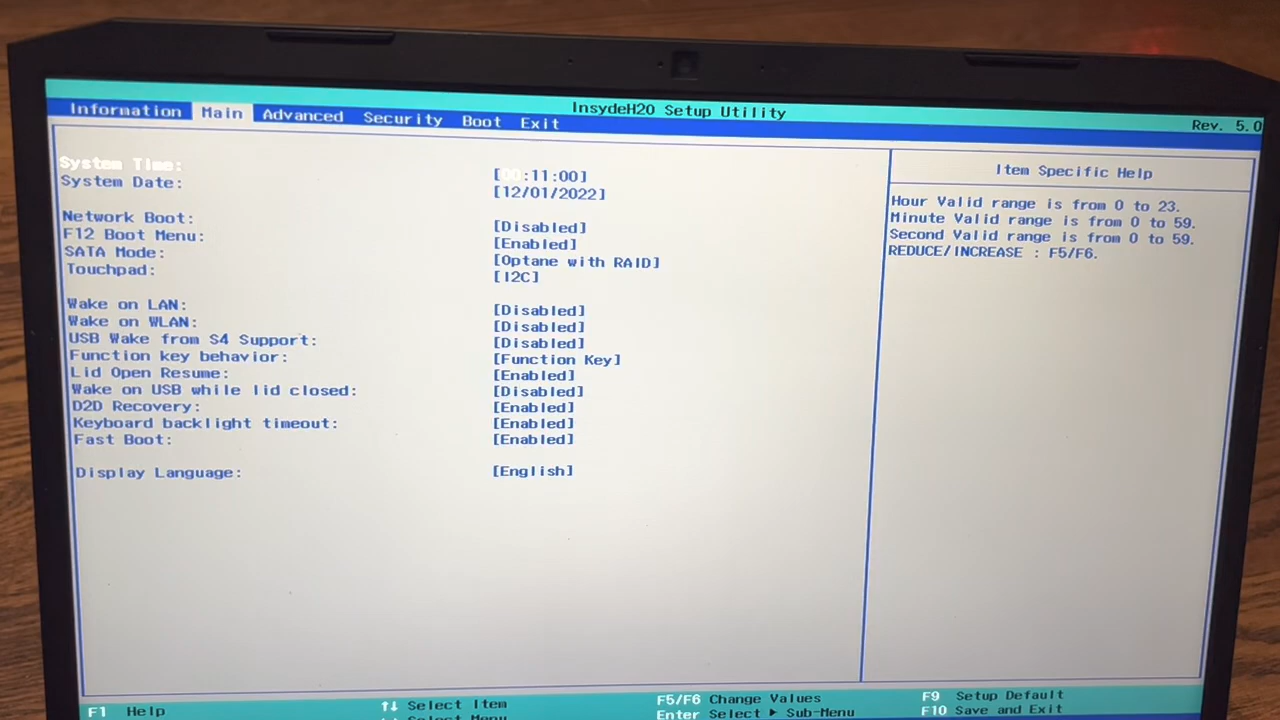 InsydeH2O Setup Utility
Rev. 5.0
Information Main Advanced Security Boot Exit
System Time: [00:11:00]
System Date: [12/01/2022]
Network Boot: [Disabled]
F12 Boot Menu: [Enabled]
SATA Mode: [Optane with RAID]
Touchpad: [I2C]
Wake on LAN: [Disabled]
Wake on WLAN: [Disabled]
USB Wake from S4 Support: [Disabled]
Function key behavior: [Function Key]
Lid Open Resume: [Enabled]
Wake on USB while lid closed: [Disabled]
D2D Recovery: [Enabled]
Keyboard backlight timeout: [Enabled]
Fast Boot: [Enabled]
Display Language: [English]
Item Specific Help
Hour Valid range is from 0 to 23.
Minute Valid range is from 0 to 59.
Second Valid range is from 0 to 59.
REDUCE/INCREASE : F5/F6.
F1 Help ↑↓ Select Item F5/F6 Change Values F9 Setup Default
Select Menu Enter Select ▶ Sub-Menu F10 Save and Exit